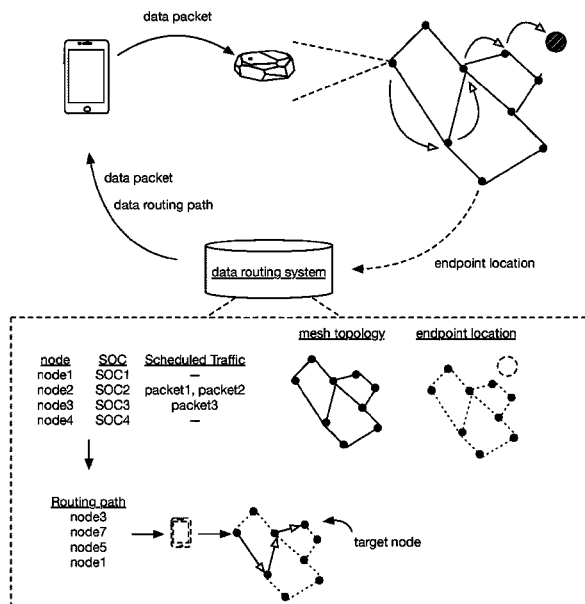 data packet
data packet
data routing path
data routing system
endpoint location
mesh topology endpoint location
node SOC Scheduled Traffic
node1 SOC1 —
node2 SOC2 packet1, packet2
node3 SOC3 packet3
node4 SOC4 —
Routing path
node3
node7
node5
node1
target node